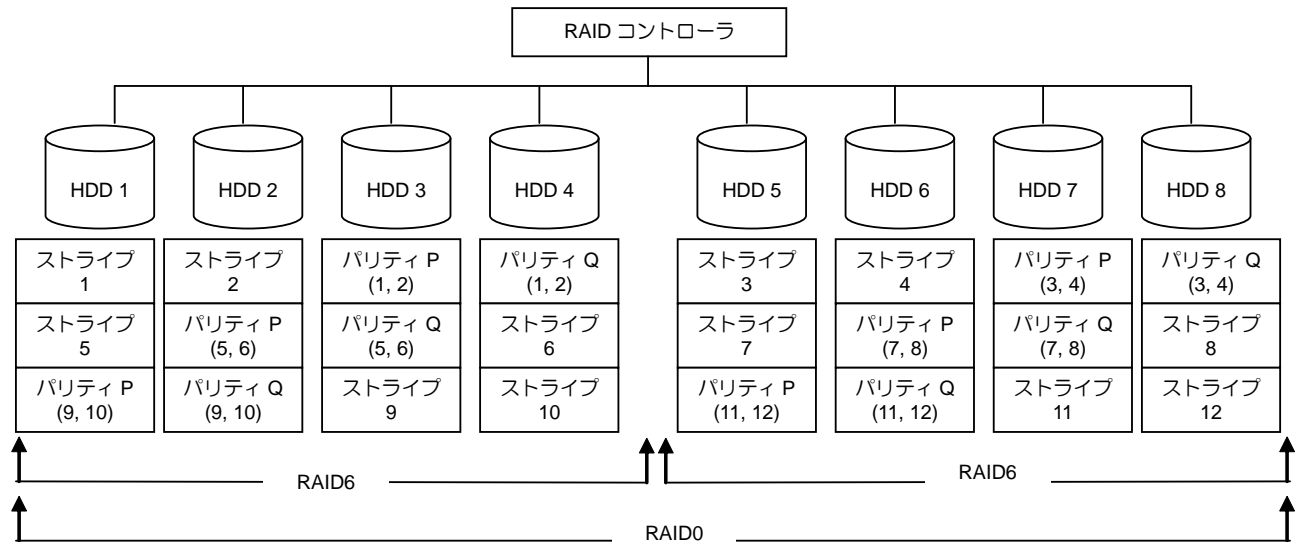 RAID コントローラ
HDD 1
HDD 2
HDD 3
HDD 4
HDD 5
HDD 6
HDD 7
HDD 8
ストライプ
1
ストライプ
2
パリティ P
(1, 2)
パリティ Q
(1, 2)
ストライプ
3
ストライプ
4
パリティ P
(3, 4)
パリティ Q
(3, 4)
ストライプ
5
パリティ P
(5, 6)
パリティ Q
(5, 6)
ストライプ
6
ストライプ
7
パリティ P
(7, 8)
パリティ Q
(7, 8)
ストライプ
8
パリティ P
(9, 10)
パリティ Q
(9, 10)
ストライプ
9
ストライプ
10
パリティ P
(11, 12)
パリティ Q
(11, 12)
ストライプ
11
ストライプ
12
RAID6
RAID6
RAID0